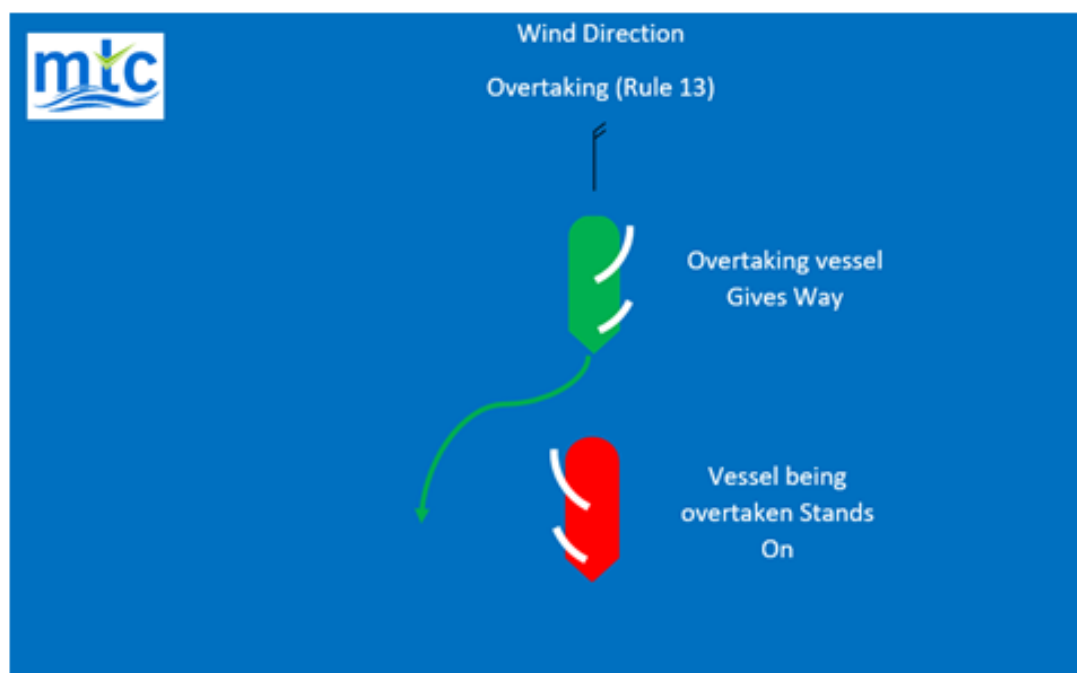 mtc
Wind Direction
Overtaking (Rule 13)
Overtaking vessel
Gives Way
Vessel being
overtaken Stands
On